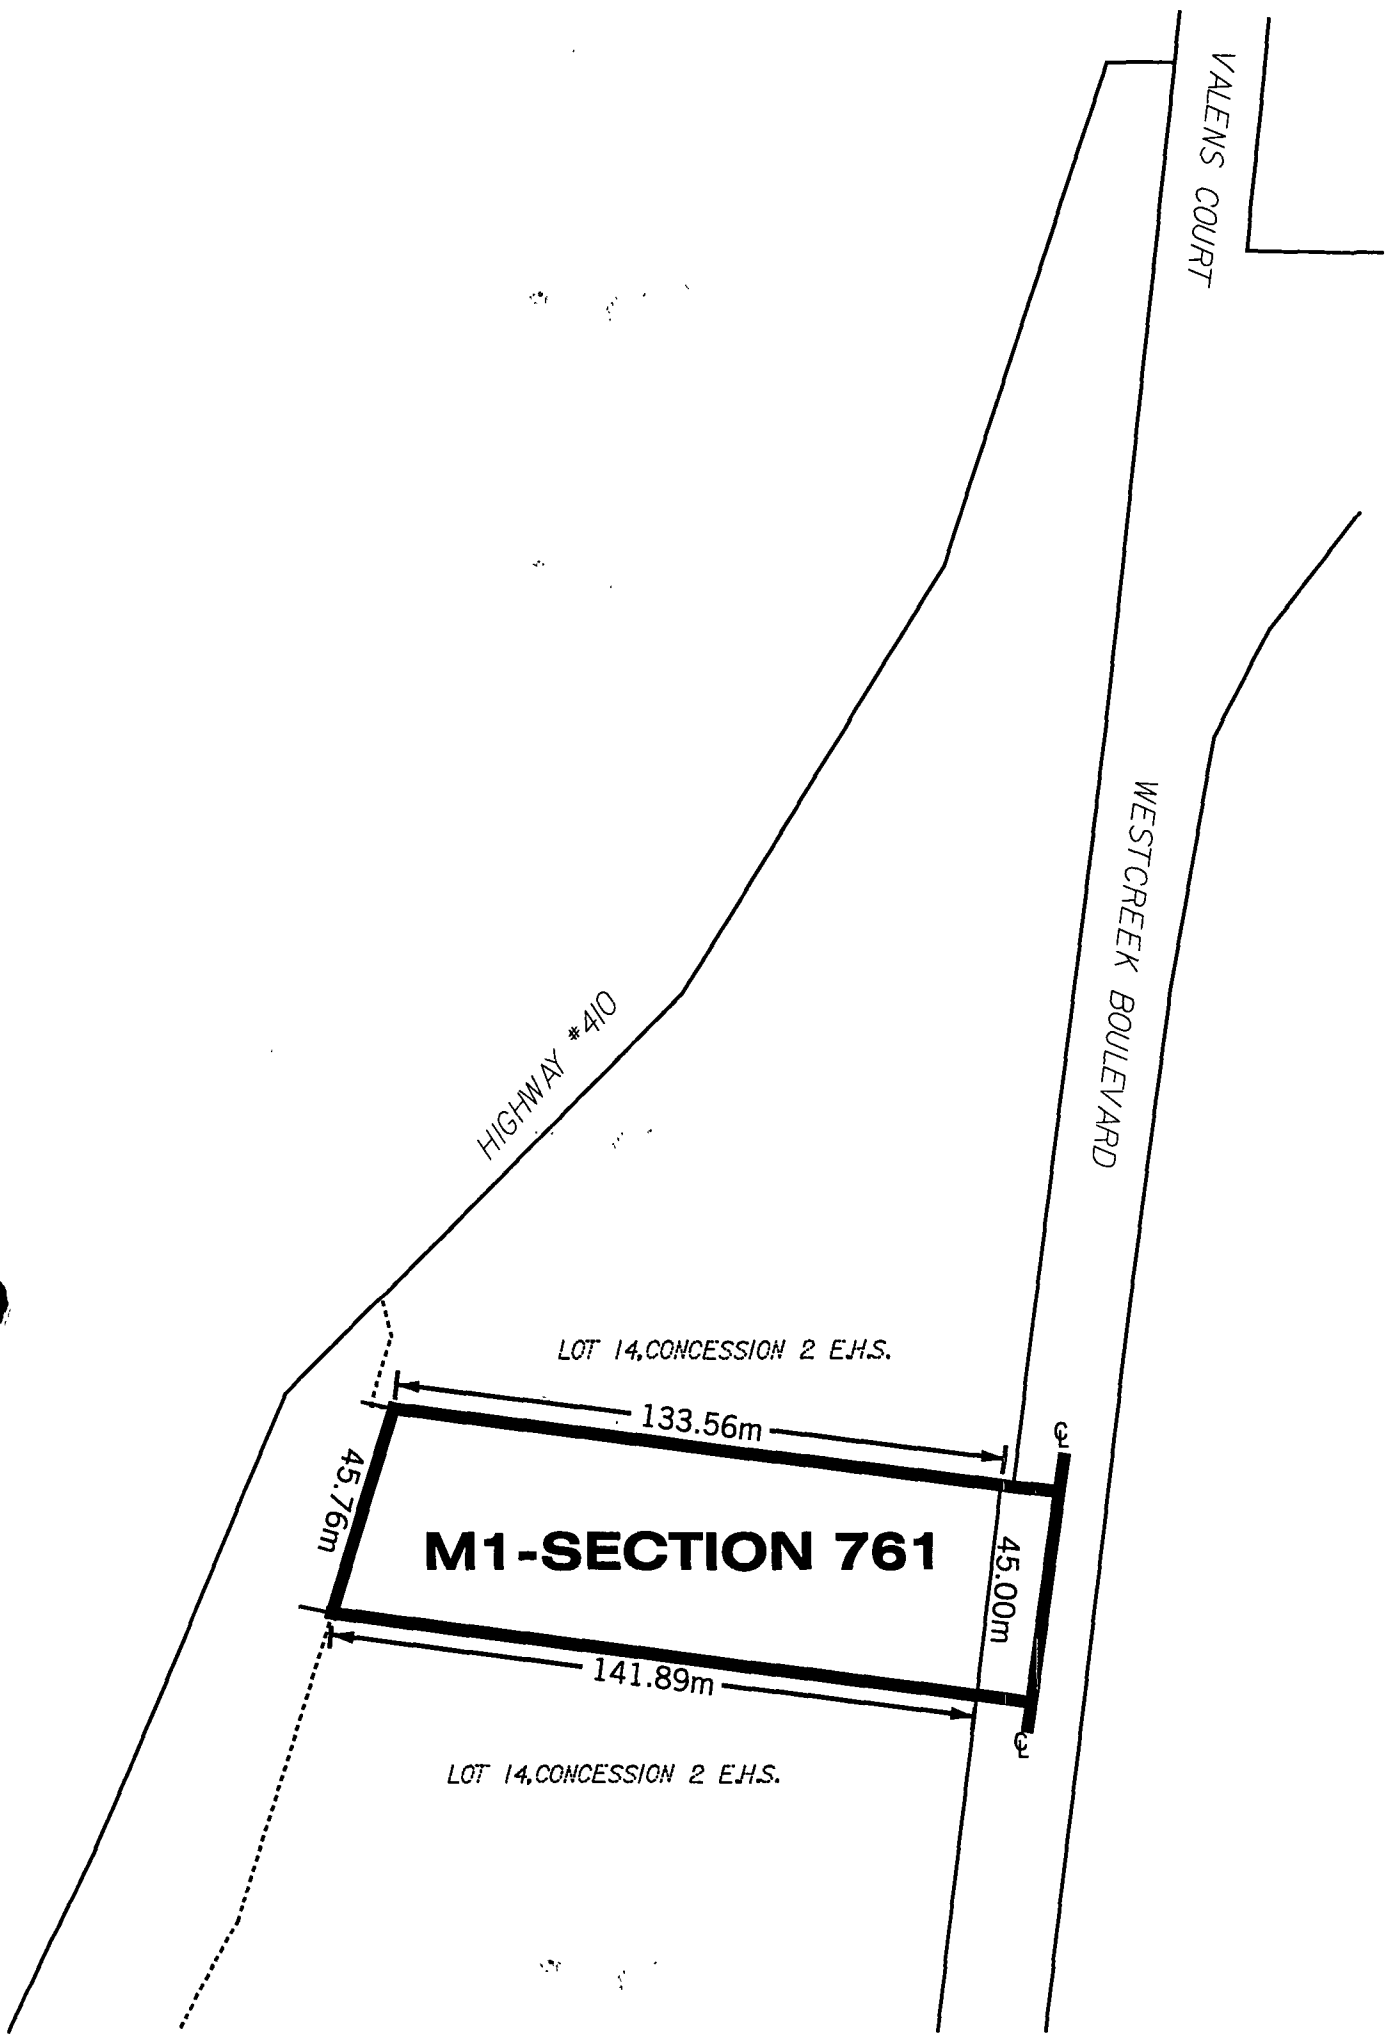 VALENS COURT
WESTCREEK BOULEVARD
HIGHWAY #410
LOT 14, CONCESSION 2 E.H.S.
133.56m
℄
45.76m
M1-SECTION 761
45.00m
141.89m
℄
LOT 14, CONCESSION 2 E.H.S.